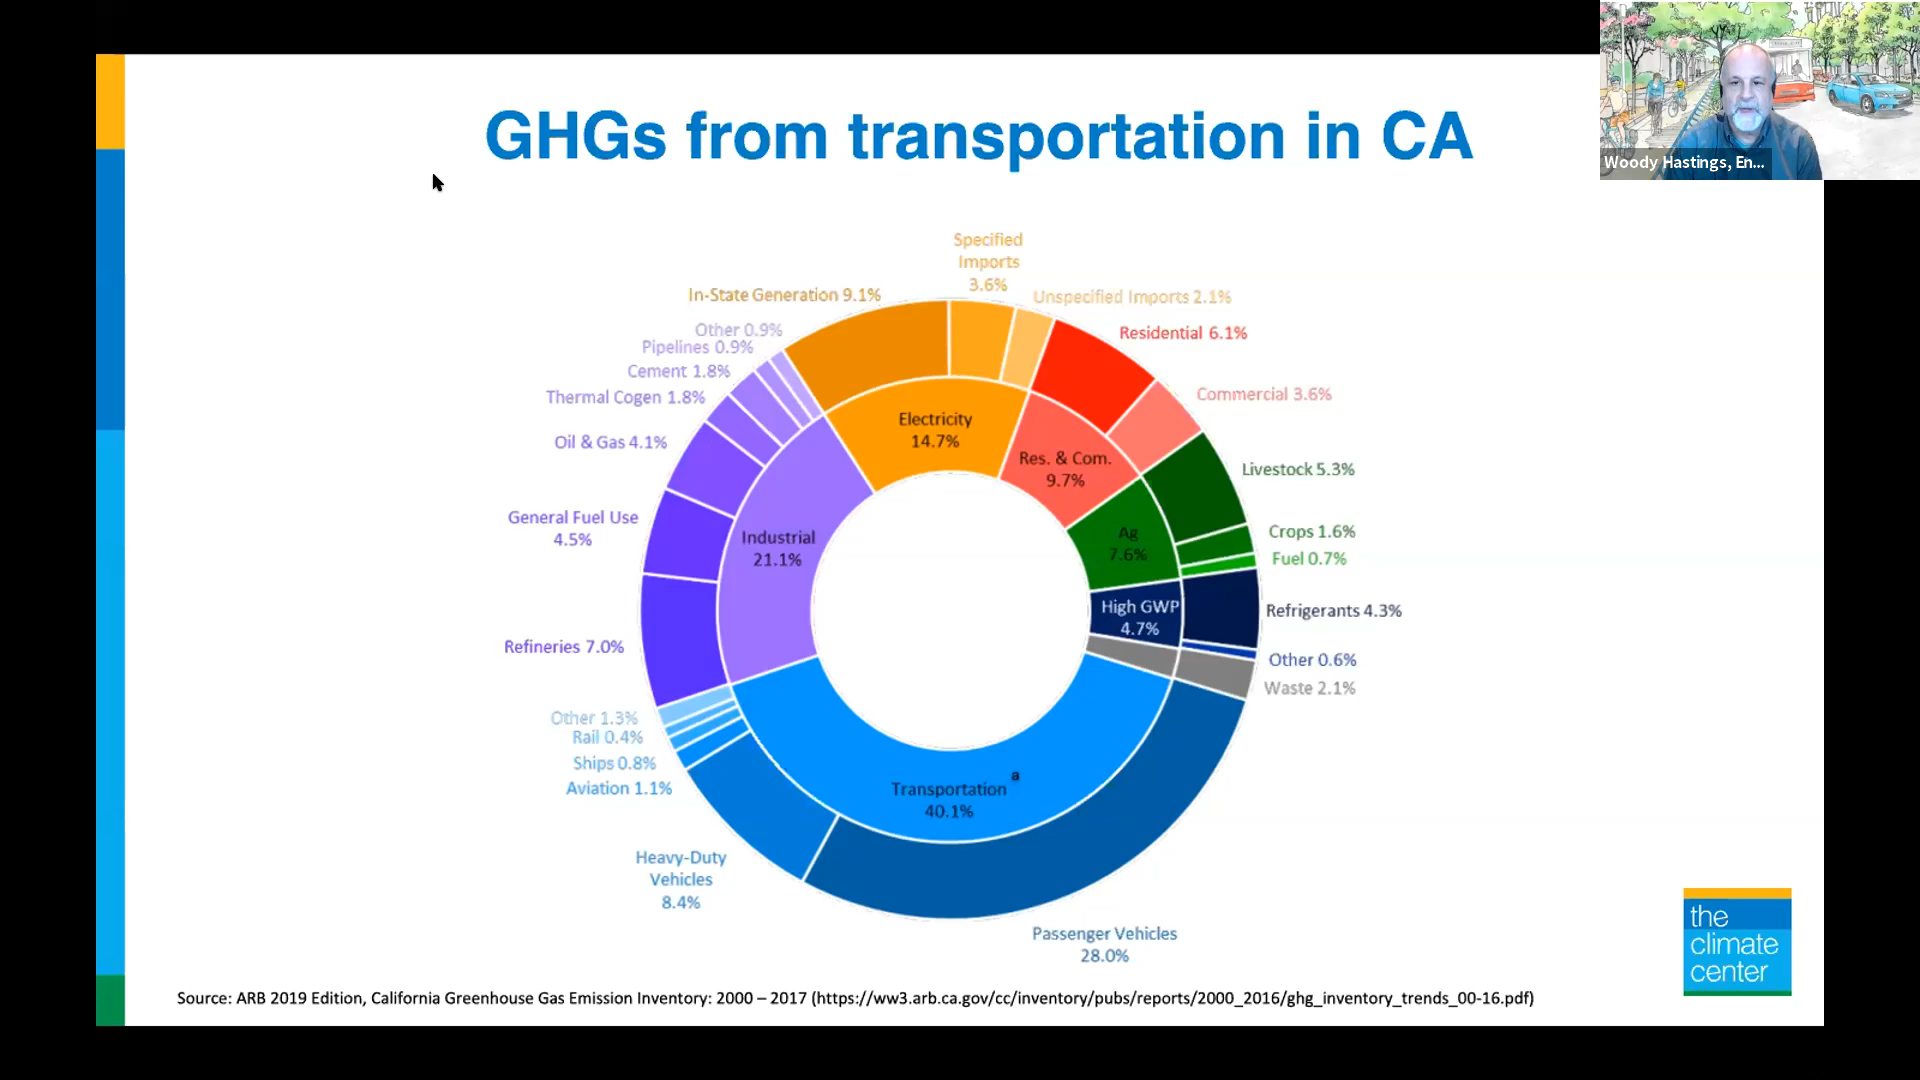 GHGs from transportation in CA
Woody Hastings, En...
Specified
Imports
3.6%
In-State Generation 9.1%
Unspecified Imports 2.1%
Other 0.9%
Residential 6.1%
Pipelines 0.9%
Cement 1.8%
Thermal Cogen 1.8%
Commercial 3.6%
Electricity
14.7%
Oil & Gas 4.1%
Res. & Com.
9.7%
Livestock 5.3%
General Fuel Use
4.5%
Industrial
21.1%
Ag
7.6%
Crops 1.6%
Fuel 0.7%
High GWP
4.7%
Refrigerants 4.3%
Refineries 7.0%
Other 0.6%
Waste 2.1%
Other 1.3%
Rail 0.4%
Ships 0.8%
Aviation 1.1%
Transportation a
40.1%
Heavy-Duty
Vehicles
8.4%
Passenger Vehicles
28.0%
the
climate
center
Source: ARB 2019 Edition, California Greenhouse Gas Emission Inventory: 2000 – 2017 (https://ww3.arb.ca.gov/cc/inventory/pubs/reports/2000_2016/ghg_inventory_trends_00-16.pdf)